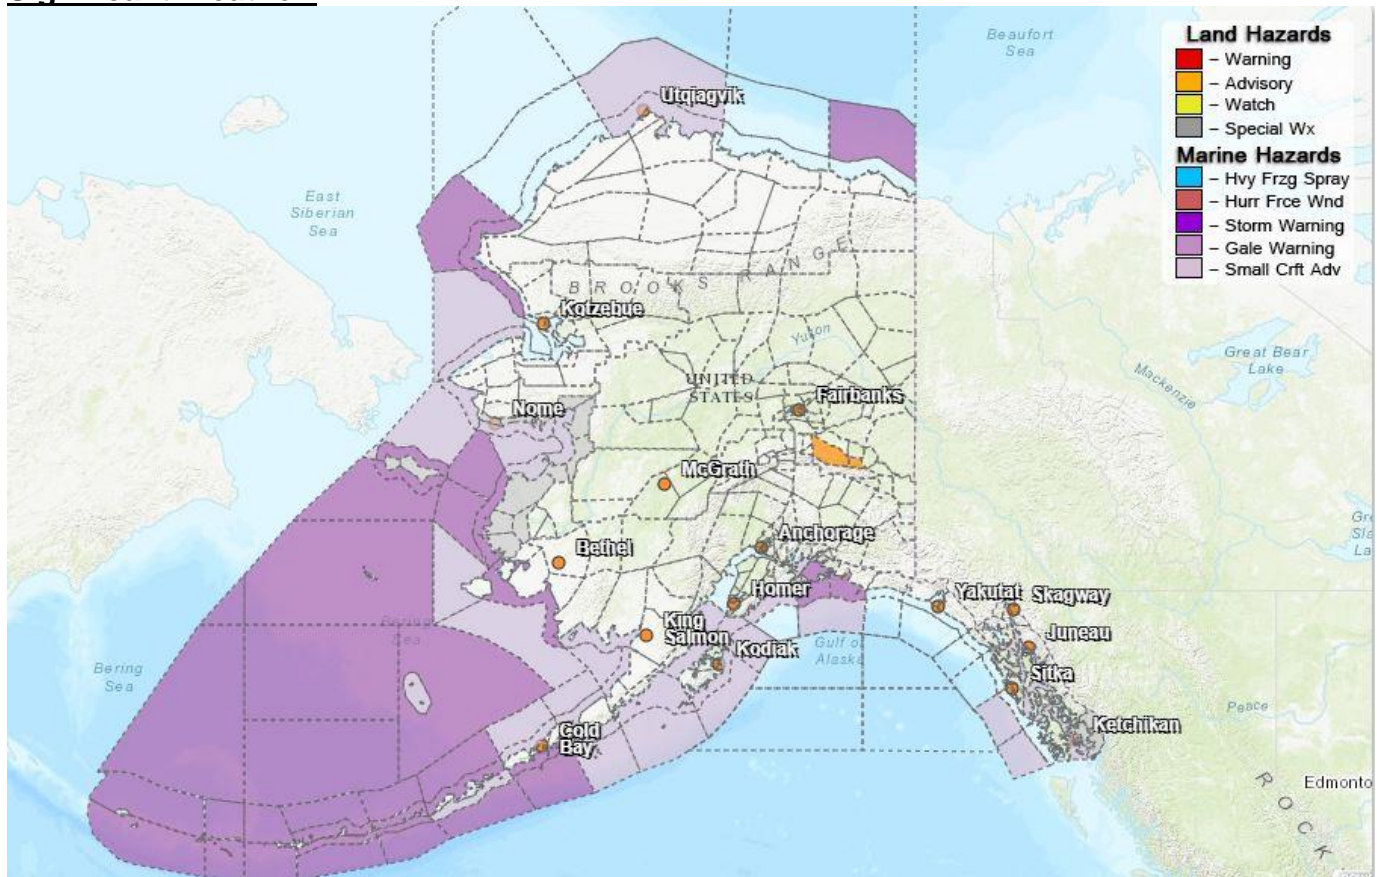 Land Hazards
– Warning
– Advisory
– Watch
– Special Wx
Marine Hazards
– Hvy Frzg Spray
– Hurr Frce Wnd
– Storm Warning
– Gale Warning
– Small Crft Adv
Beaufort
Sea
Utqiagvik
East
Siberian
Sea
BROOKS RANGE
Kotzebue
Yukon
Great Bear
Lake
Mackenzie
UNITED
STATES
Fairbanks
Nome
McGrath
Anchorage
Bethel
Homer
Yakutat
Skagway
King
Salmon
Juneau
Kodiak
Gulf of
Alaska
Sitka
Bering
Sea
Bering
Sea
Peace
Ketchikan
Cold
Bay
Edmonto
ROCK